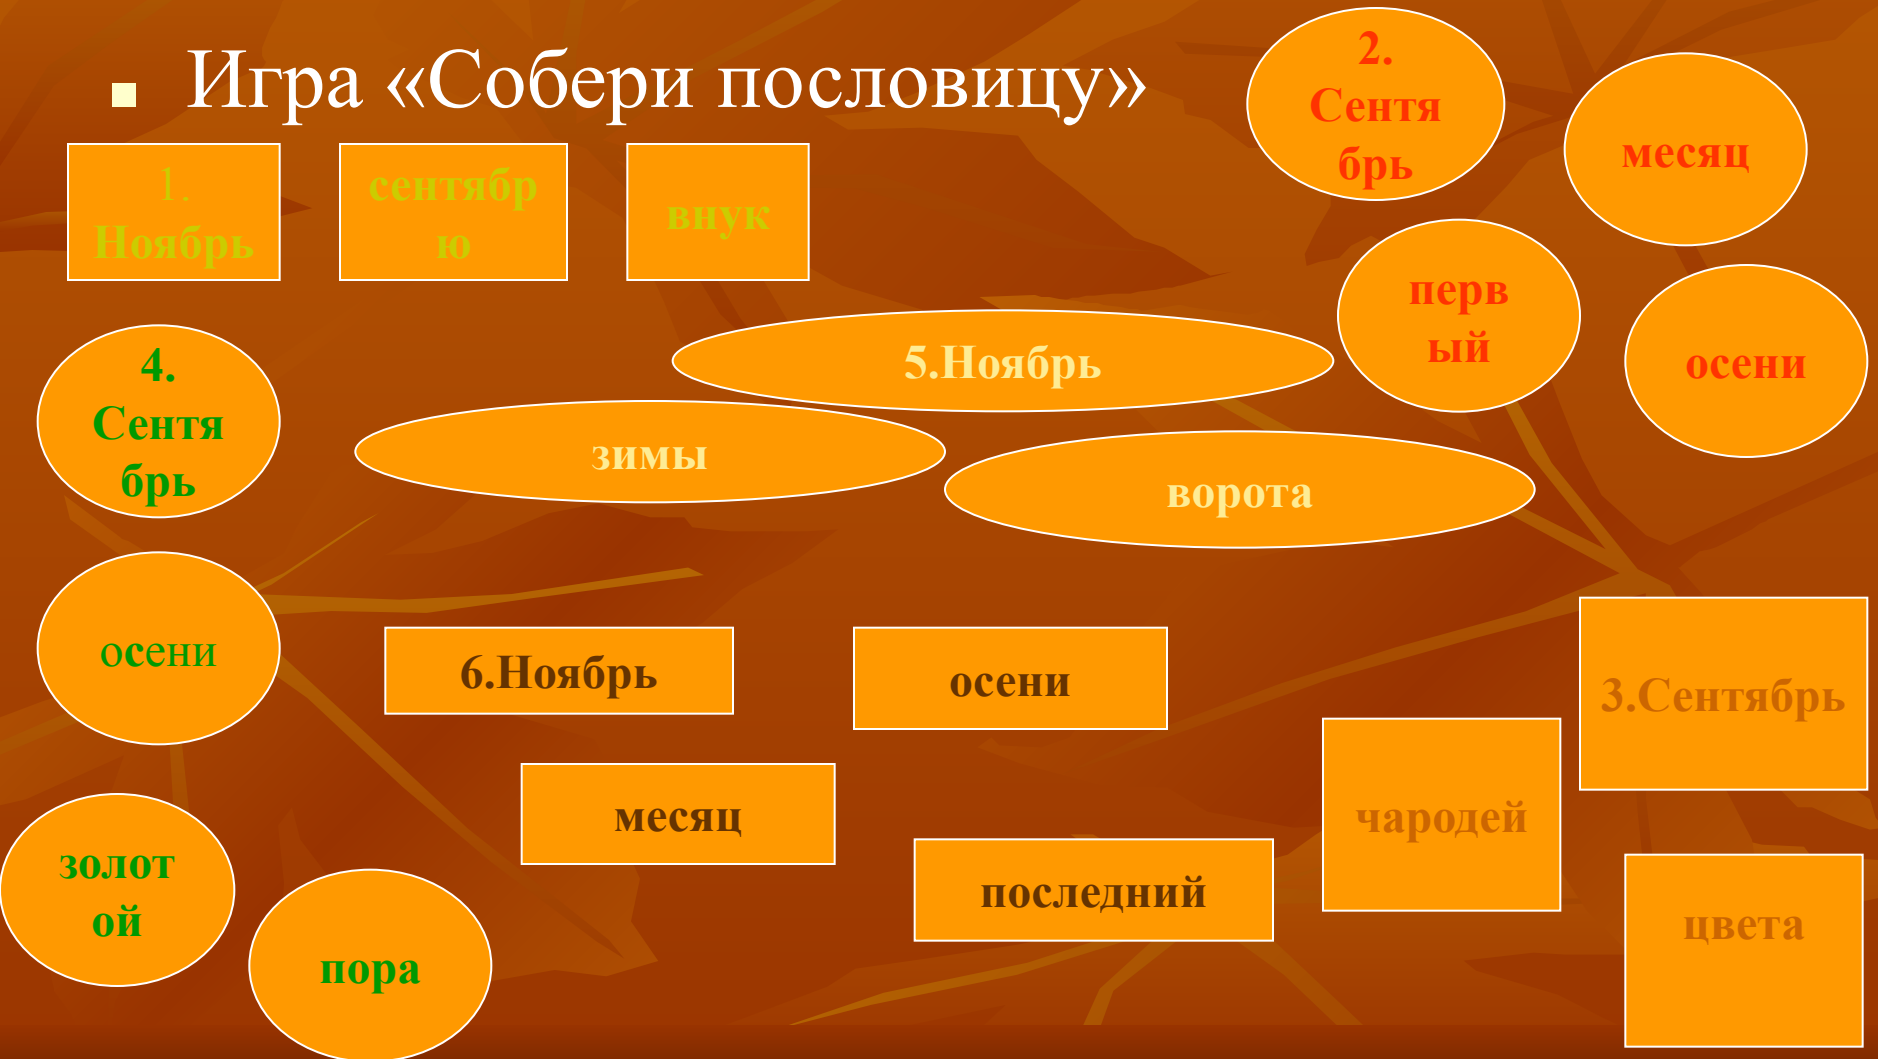 Игра «Собери пословицу»
1.
Ноябрь
сентябр
ю
внук
2.
Сентя
брь
месяц
перв
ый
осени
4.
Сентя
брь
5.Ноябрь
зимы
ворота
осени
6.Ноябрь
осени
3.Сентябрь
месяц
чародей
последний
цвета
золот
ой
пора